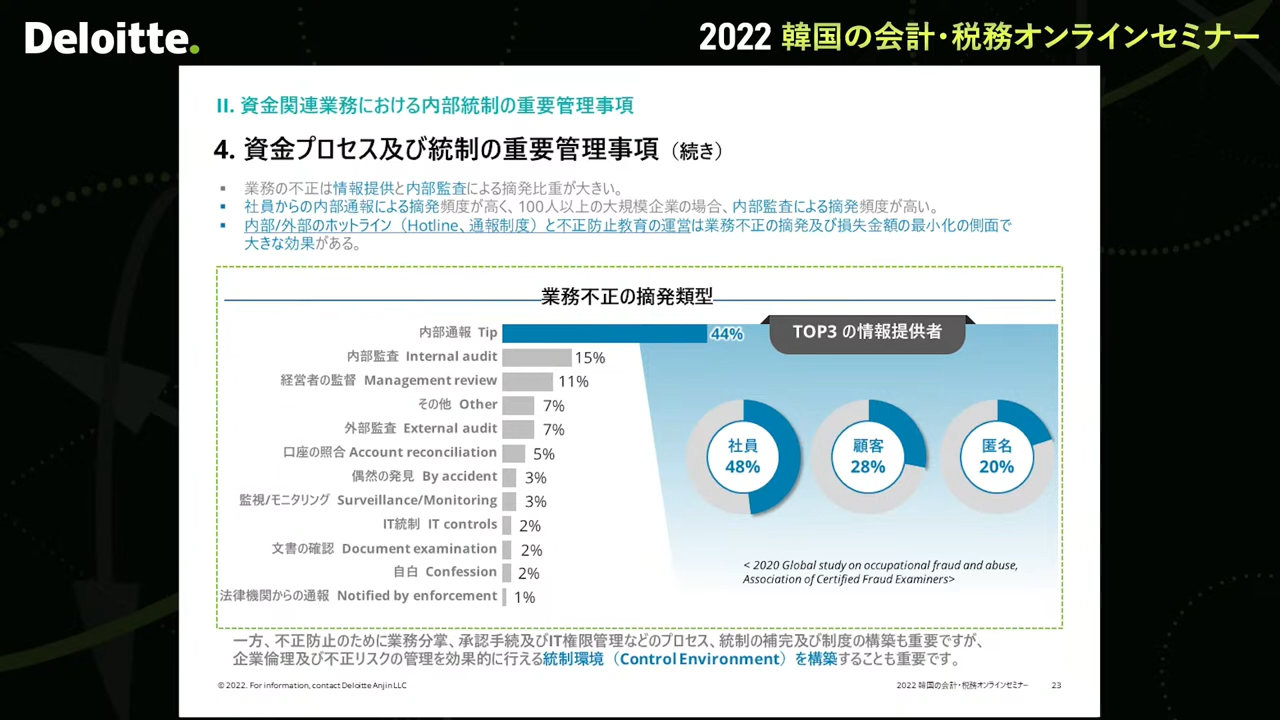 Deloitte.
2022 韓国の会計・税務オンラインセミナー
II. 資金関連業務における内部統制の重要管理事項
4. 資金プロセス及び統制の重要管理事項（続き）
▪ 業務の不正は情報提供と内部監査による摘発比重が大きい。
▪ 社員からの内部通報による摘発頻度が高く、100人以上の大規模企業の場合、内部監査による摘発頻度が高い。
▪ 内部/外部のホットライン（Hotline、通報制度）と不正防止教育の運営は業務不正の摘発及び損失金額の最小化の側面で
大きな効果がある。
業務不正の摘発類型
内部通報 Tip 44%
内部監査 Internal audit 15%
経営者の監督 Management review 11%
その他 Other 7%
外部監査 External audit 7%
口座の照合 Account reconciliation 5%
偶然の発見 By accident 3%
監視/モニタリング Surveillance/Monitoring 3%
IT統制 IT controls 2%
文書の確認 Document examination 2%
自白 Confession 2%
法律機関からの通報 Notified by enforcement 1%
TOP3 の情報提供者
社員
48%
顧客
28%
匿名
20%
< 2020 Global study on occupational fraud and abuse,
Association of Certified Fraud Examiners>
一方、不正防止のために業務分掌、承認手続及びIT権限管理などのプロセス、統制の補完及び制度の構築も重要ですが、
企業倫理及び不正リスクの管理を効果的に行える統制環境（Control Environment）を構築することも重要です。
© 2022. For information, contact Deloitte Anjin LLC
2022 韓国の会計・税務オンラインセミナー 23